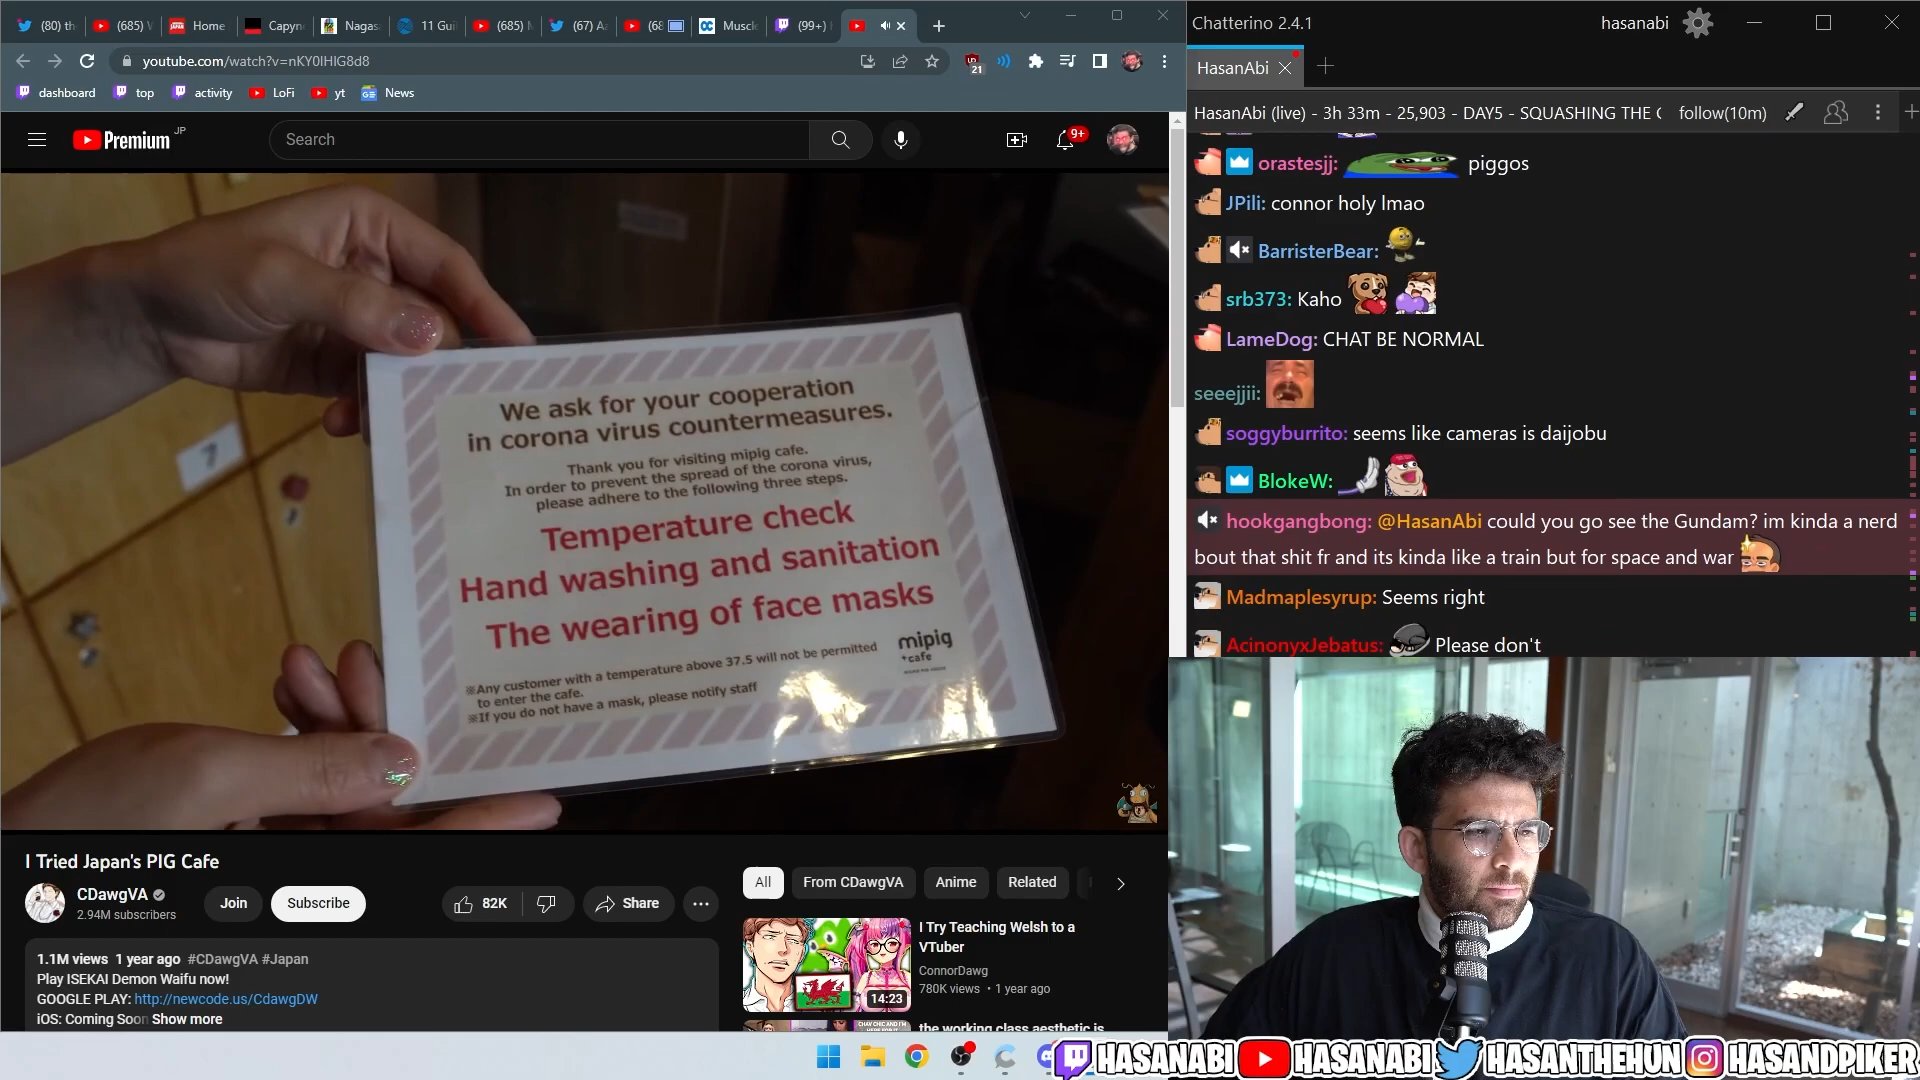 (80) th
(685) V
Home
Capyn
Nagas
11 Gui
(685) M
(67) Aa
(68
Muscle
(99+)
youtube.com/watch?v=nKY0IHIG8d8
21
dashboard
top
activity
LoFi
yt
News
Premium JP
Search
9+
7
We ask for your cooperation
in corona virus countermeasures.
Thank you for visiting mipig cafe.
In order to prevent the spread of the corona virus,
please adhere to the following three steps.
Temperature check
Hand washing and sanitation
The wearing of face masks
※Any customer with a temperature above 37.5 will not be permitted
to enter the cafe.
※If you do not have a mask, please notify staff
mipig
+cafe
I Tried Japan's PIG Cafe
CDawgVA
2.94M subscribers
Join
Subscribe
82K
Share
1.1M views 1 year ago #CDawgVA #Japan
Play ISEKAI Demon Waifu now!
GOOGLE PLAY: http://newcode.us/CdawgDW
iOS: Coming Soon Show more
All
From CDawgVA
Anime
Related
I Try Teaching Welsh to a
VTuber
ConnorDawg
780K views • 1 year ago
14:23
the working class aesthetic is
Chatterino 2.4.1
hasanabi
HasanAbi
HasanAbi (live) - 3h 33m - 25,903 - DAY5 - SQUASHING THE
follow(10m)
orastesjj: piggos
JPili: connor holy lmao
BarristerBear:
srb373: Kaho
LameDog: CHAT BE NORMAL
seeejjii:
soggyburrito: seems like cameras is daijobu
BlokeW:
hookgangbong: @HasanAbi could you go see the Gundam? im kinda a nerd
bout that shit fr and its kinda like a train but for space and war
Madmaplesyrup: Seems right
AcinonyxJebatus: Please don't
HASANABI HASANABI HASANTHEHUN HASANDPIKER